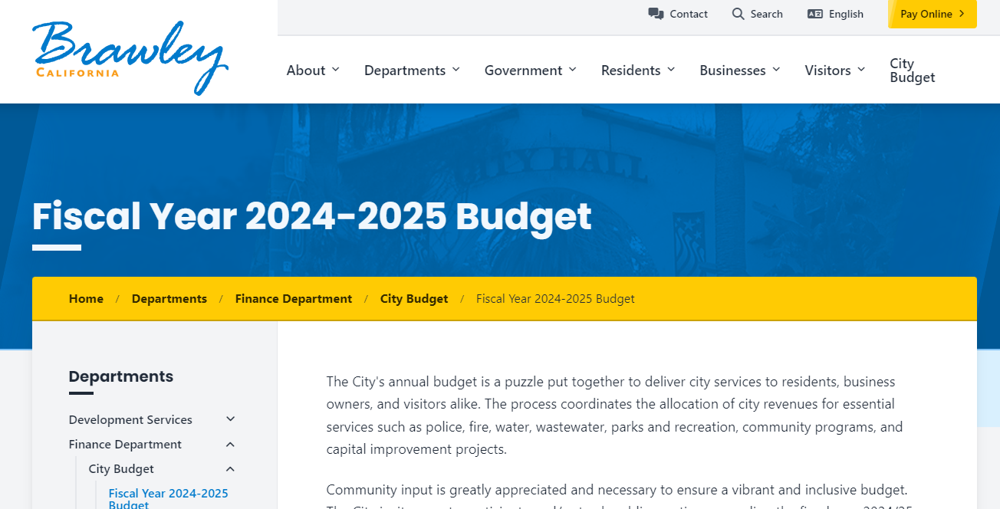 Brawley
CALIFORNIA
Contact
Search
English
Pay Online
About
Departments
Government
Residents
Businesses
Visitors
City
Budget
CITY HALL
Fiscal Year 2024-2025 Budget
Home / Departments / Finance Department / City Budget / Fiscal Year 2024-2025 Budget
Departments
Development Services
Finance Department
City Budget
Fiscal Year 2024-2025
Budget
The City's annual budget is a puzzle put together to deliver city services to residents, business
owners, and visitors alike. The process coordinates the allocation of city revenues for essential
services such as police, fire, water, wastewater, parks and recreation, community programs, and
capital improvement projects.
Community input is greatly appreciated and necessary to ensure a vibrant and inclusive budget.